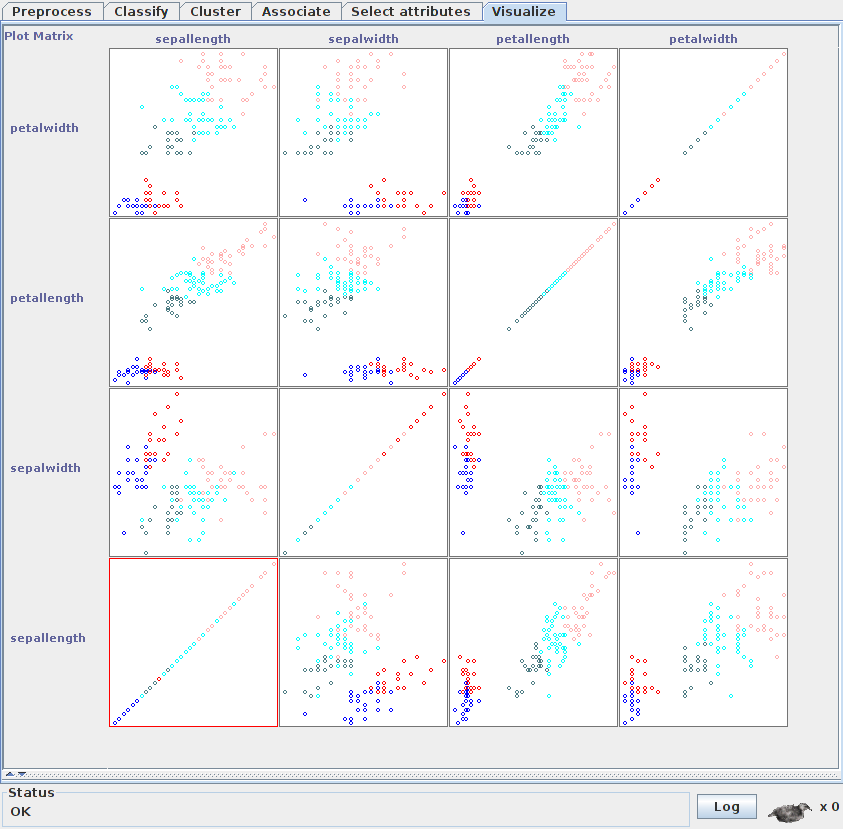 Preprocess Classify Cluster Associate Select attributes Visualize
Plot Matrix
sepallength sepalwidth petallength petalwidth
petalwidth
petallength
sepalwidth
sepallength
Status
OK
Log
x 0